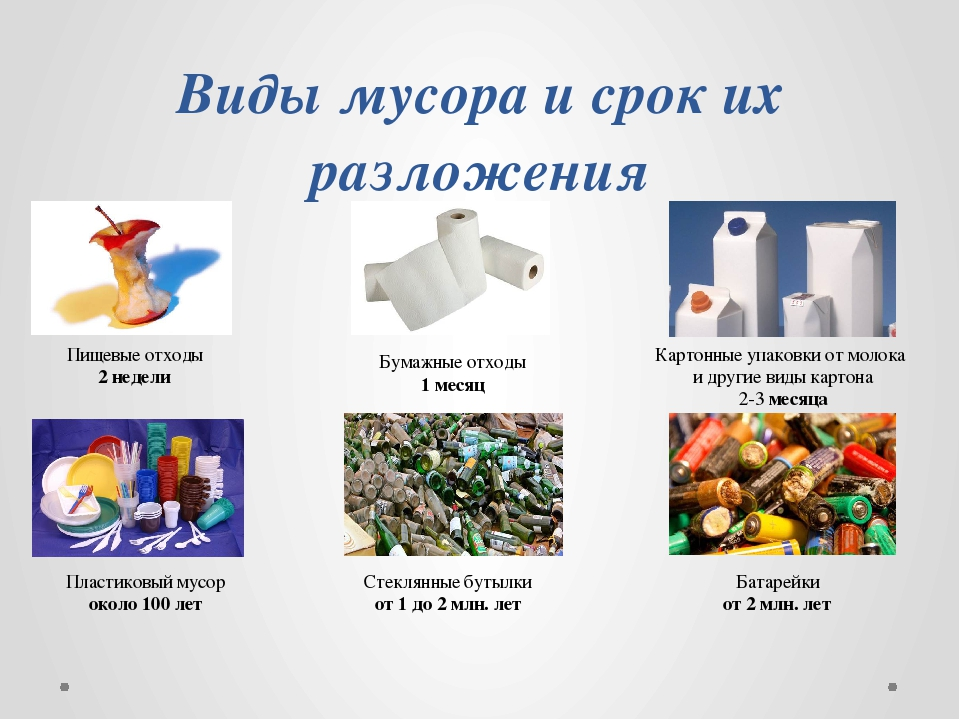 Виды мусора и срок их
разложения
Пищевые отходы
2 недели
Бумажные отходы
1 месяц
Картонные упаковки от молока
и другие виды картона
2-3 месяца
Пластиковый мусор
около 100 лет
Стеклянные бутылки
от 1 до 2 млн. лет
Батарейки
от 2 млн. лет